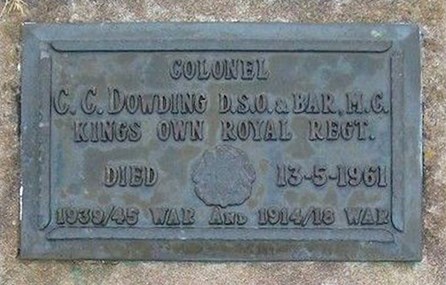 COLONEL
C. C. DOWDING D.S.O. & BAR, M.C.
KINGS OWN ROYAL REGT.
DIED 13-5-1961
1939/45 WAR AND 1914/18 WAR